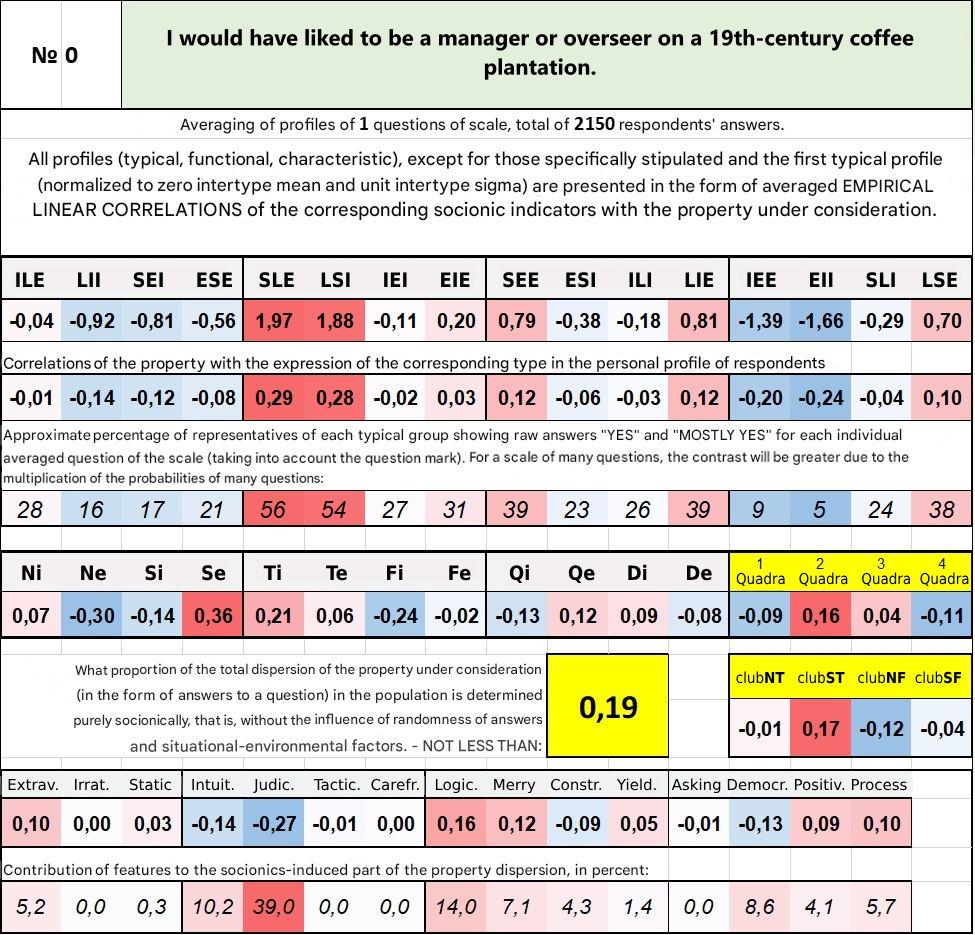 № 0
I would have liked to be a manager or overseer on a 19th-century coffee
plantation.
Averaging of profiles of 1 questions of scale, total of 2150 respondents' answers.
All profiles (typical, functional, characteristic), except for those specifically stipulated and the first typical profile
(normalized to zero intertype mean and unit intertype sigma) are presented in the form of averaged EMPIRICAL
LINEAR CORRELATIONS of the corresponding socionic indicators with the property under consideration.
ILE LII SEI ESE SLE LSI IEI EIE SEE ESI ILI LIE IEE EII SLI LSE
-0,04 -0,92 -0,81 -0,56 1,97 1,88 -0,11 0,20 0,79 -0,38 -0,18 0,81 -1,39 -1,66 -0,29 0,70
Correlations of the property with the expression of the corresponding type in the personal profile of respondents
-0,01 -0,14 -0,12 -0,08 0,29 0,28 -0,02 0,03 0,12 -0,06 -0,03 0,12 -0,20 -0,24 -0,04 0,10
Approximate percentage of representatives of each typical group showing raw answers "YES" and "MOSTLY YES" for each individual
averaged question of the scale (taking into account the question mark). For a scale of many questions, the contrast will be greater due to the
multiplication of the probabilities of many questions:
28 16 17 21 56 54 27 31 39 23 26 39 9 5 24 38
Ni Ne Si Se Ti Te Fi Fe Qi Qe Di De 1 Quadra 2 Quadra 3 Quadra 4 Quadra
0,07 -0,30 -0,14 0,36 0,21 0,06 -0,24 -0,02 -0,13 0,12 0,09 -0,08 -0,09 0,16 0,04 -0,11
What proportion of the total dispersion of the property under consideration
(in the form of answers to a question) in the population is determined
purely socionically, that is, without the influence of randomness of answers
and situational-environmental factors. - NOT LESS THAN:
0,19
clubNT clubST clubNF clubSF
-0,01 0,17 -0,12 -0,04
Extrav. Irrat. Static Intuit. Judic. Tactic. Carefr. Logic. Merry Constr. Yield. Asking Democr. Positiv. Process
0,10 0,00 0,03 -0,14 -0,27 -0,01 0,00 0,16 0,12 -0,09 0,05 -0,01 -0,13 0,09 0,10
Contribution of features to the socionics-induced part of the property dispersion, in percent:
5,2 0,0 0,3 10,2 39,0 0,0 0,0 14,0 7,1 4,3 1,4 0,0 8,6 4,1 5,7